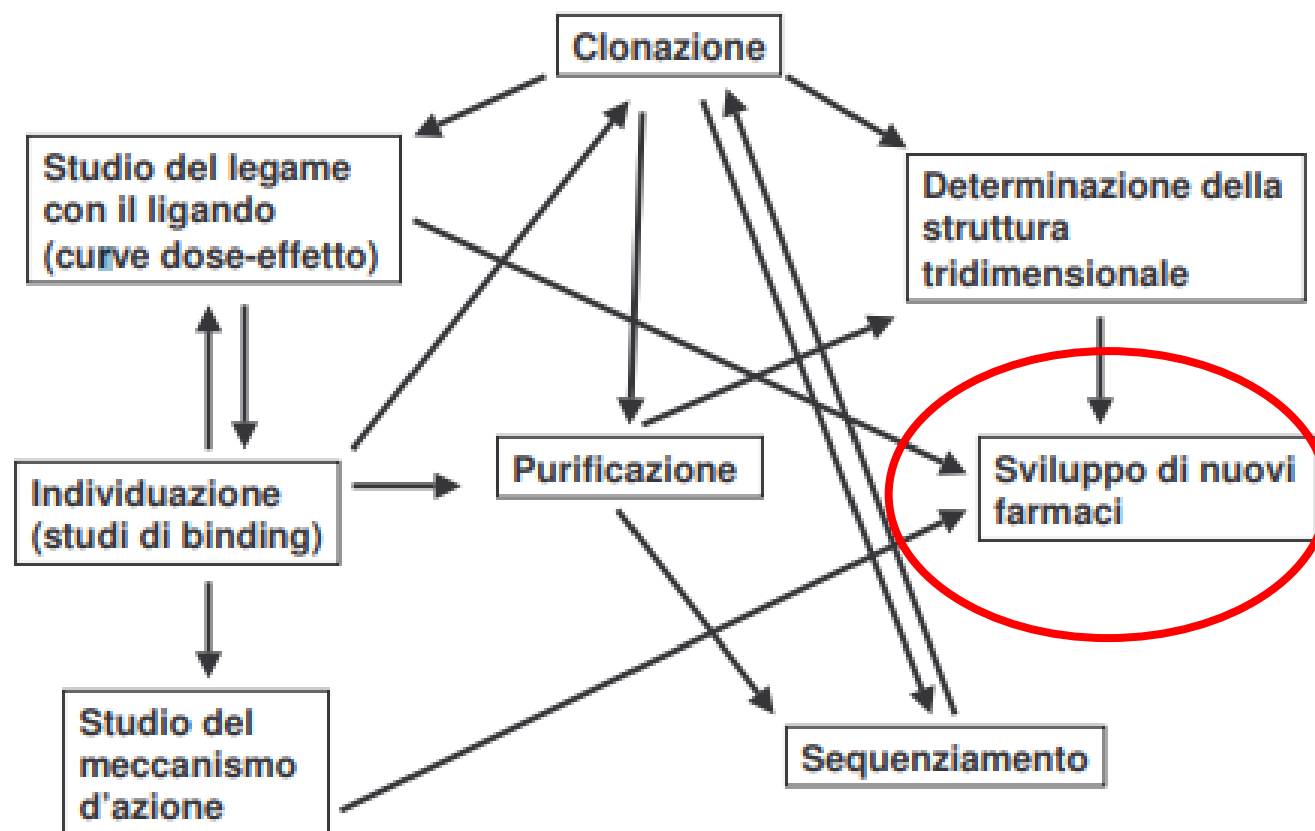 Clonazione
Studio del legame
con il ligando
(curve dose-effetto)
Determinazione della
struttura
tridimensionale
Individuazione
(studi di binding)
Purificazione
Sviluppo di nuovi
farmaci
Studio del
meccanismo
d'azione
Sequenziamento